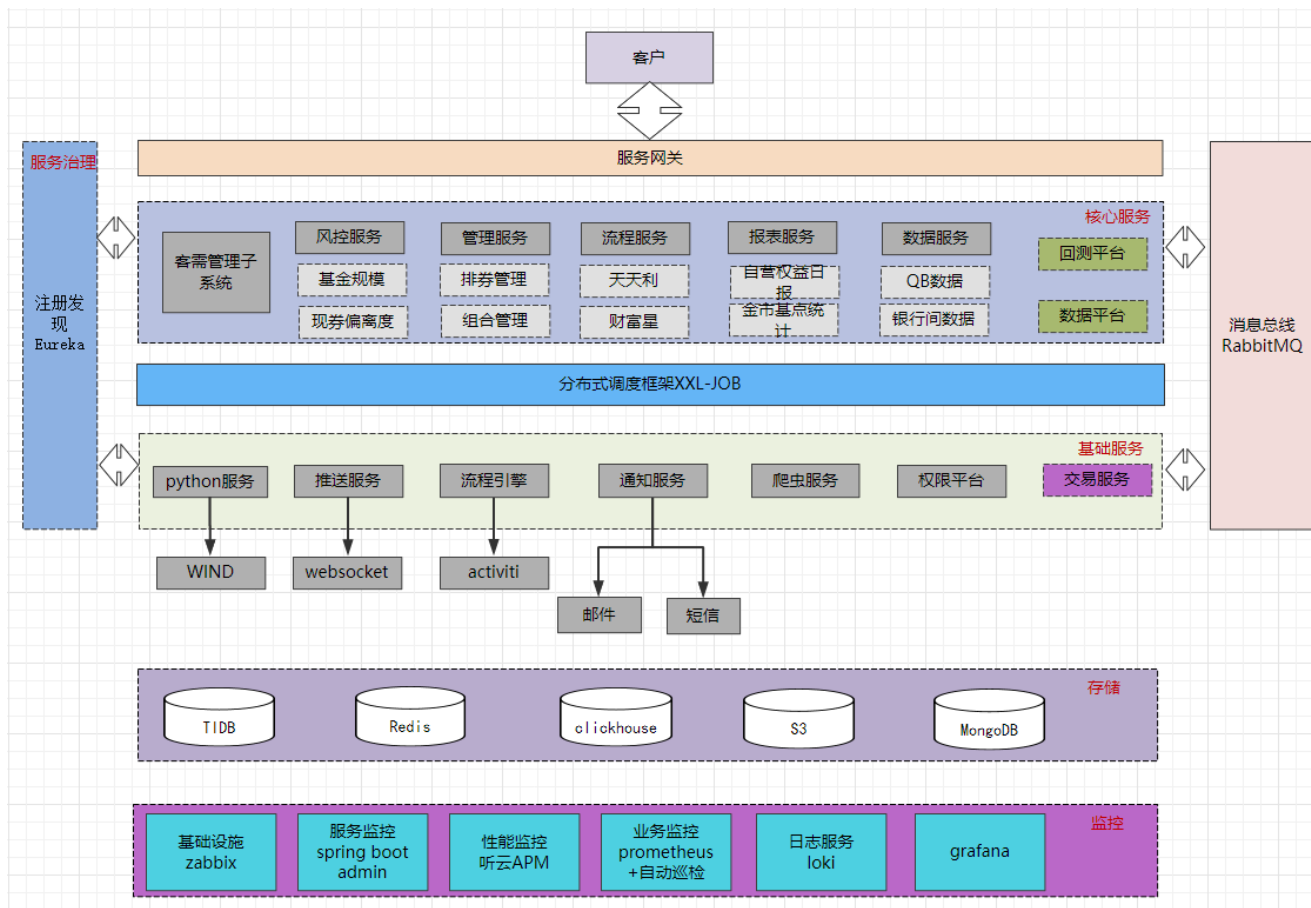 客户
服务网关
服务治理
注册发
现
Eureka
核心服务
客需管理子
系统
风控服务
基金规模
现券偏离度
管理服务
排券管理
组合管理
流程服务
天天利
财富星
报表服务
自营权益日
报
金市基点统
计
数据服务
QB数据
银行间数据
回测平台
数据平台
消息总线
RabbitMQ
分布式调度框架XXL-JOB
基础服务
python服务
推送服务
流程引擎
通知服务
爬虫服务
权限平台
交易服务
WIND
websocket
activiti
邮件
短信
存储
TIDB
Redis
clickhouse
S3
MongoDB
监控
基础设施
zabbix
服务监控
spring boot
admin
性能监控
听云APM
业务监控
prometheus
+自动巡检
日志服务
loki
grafana